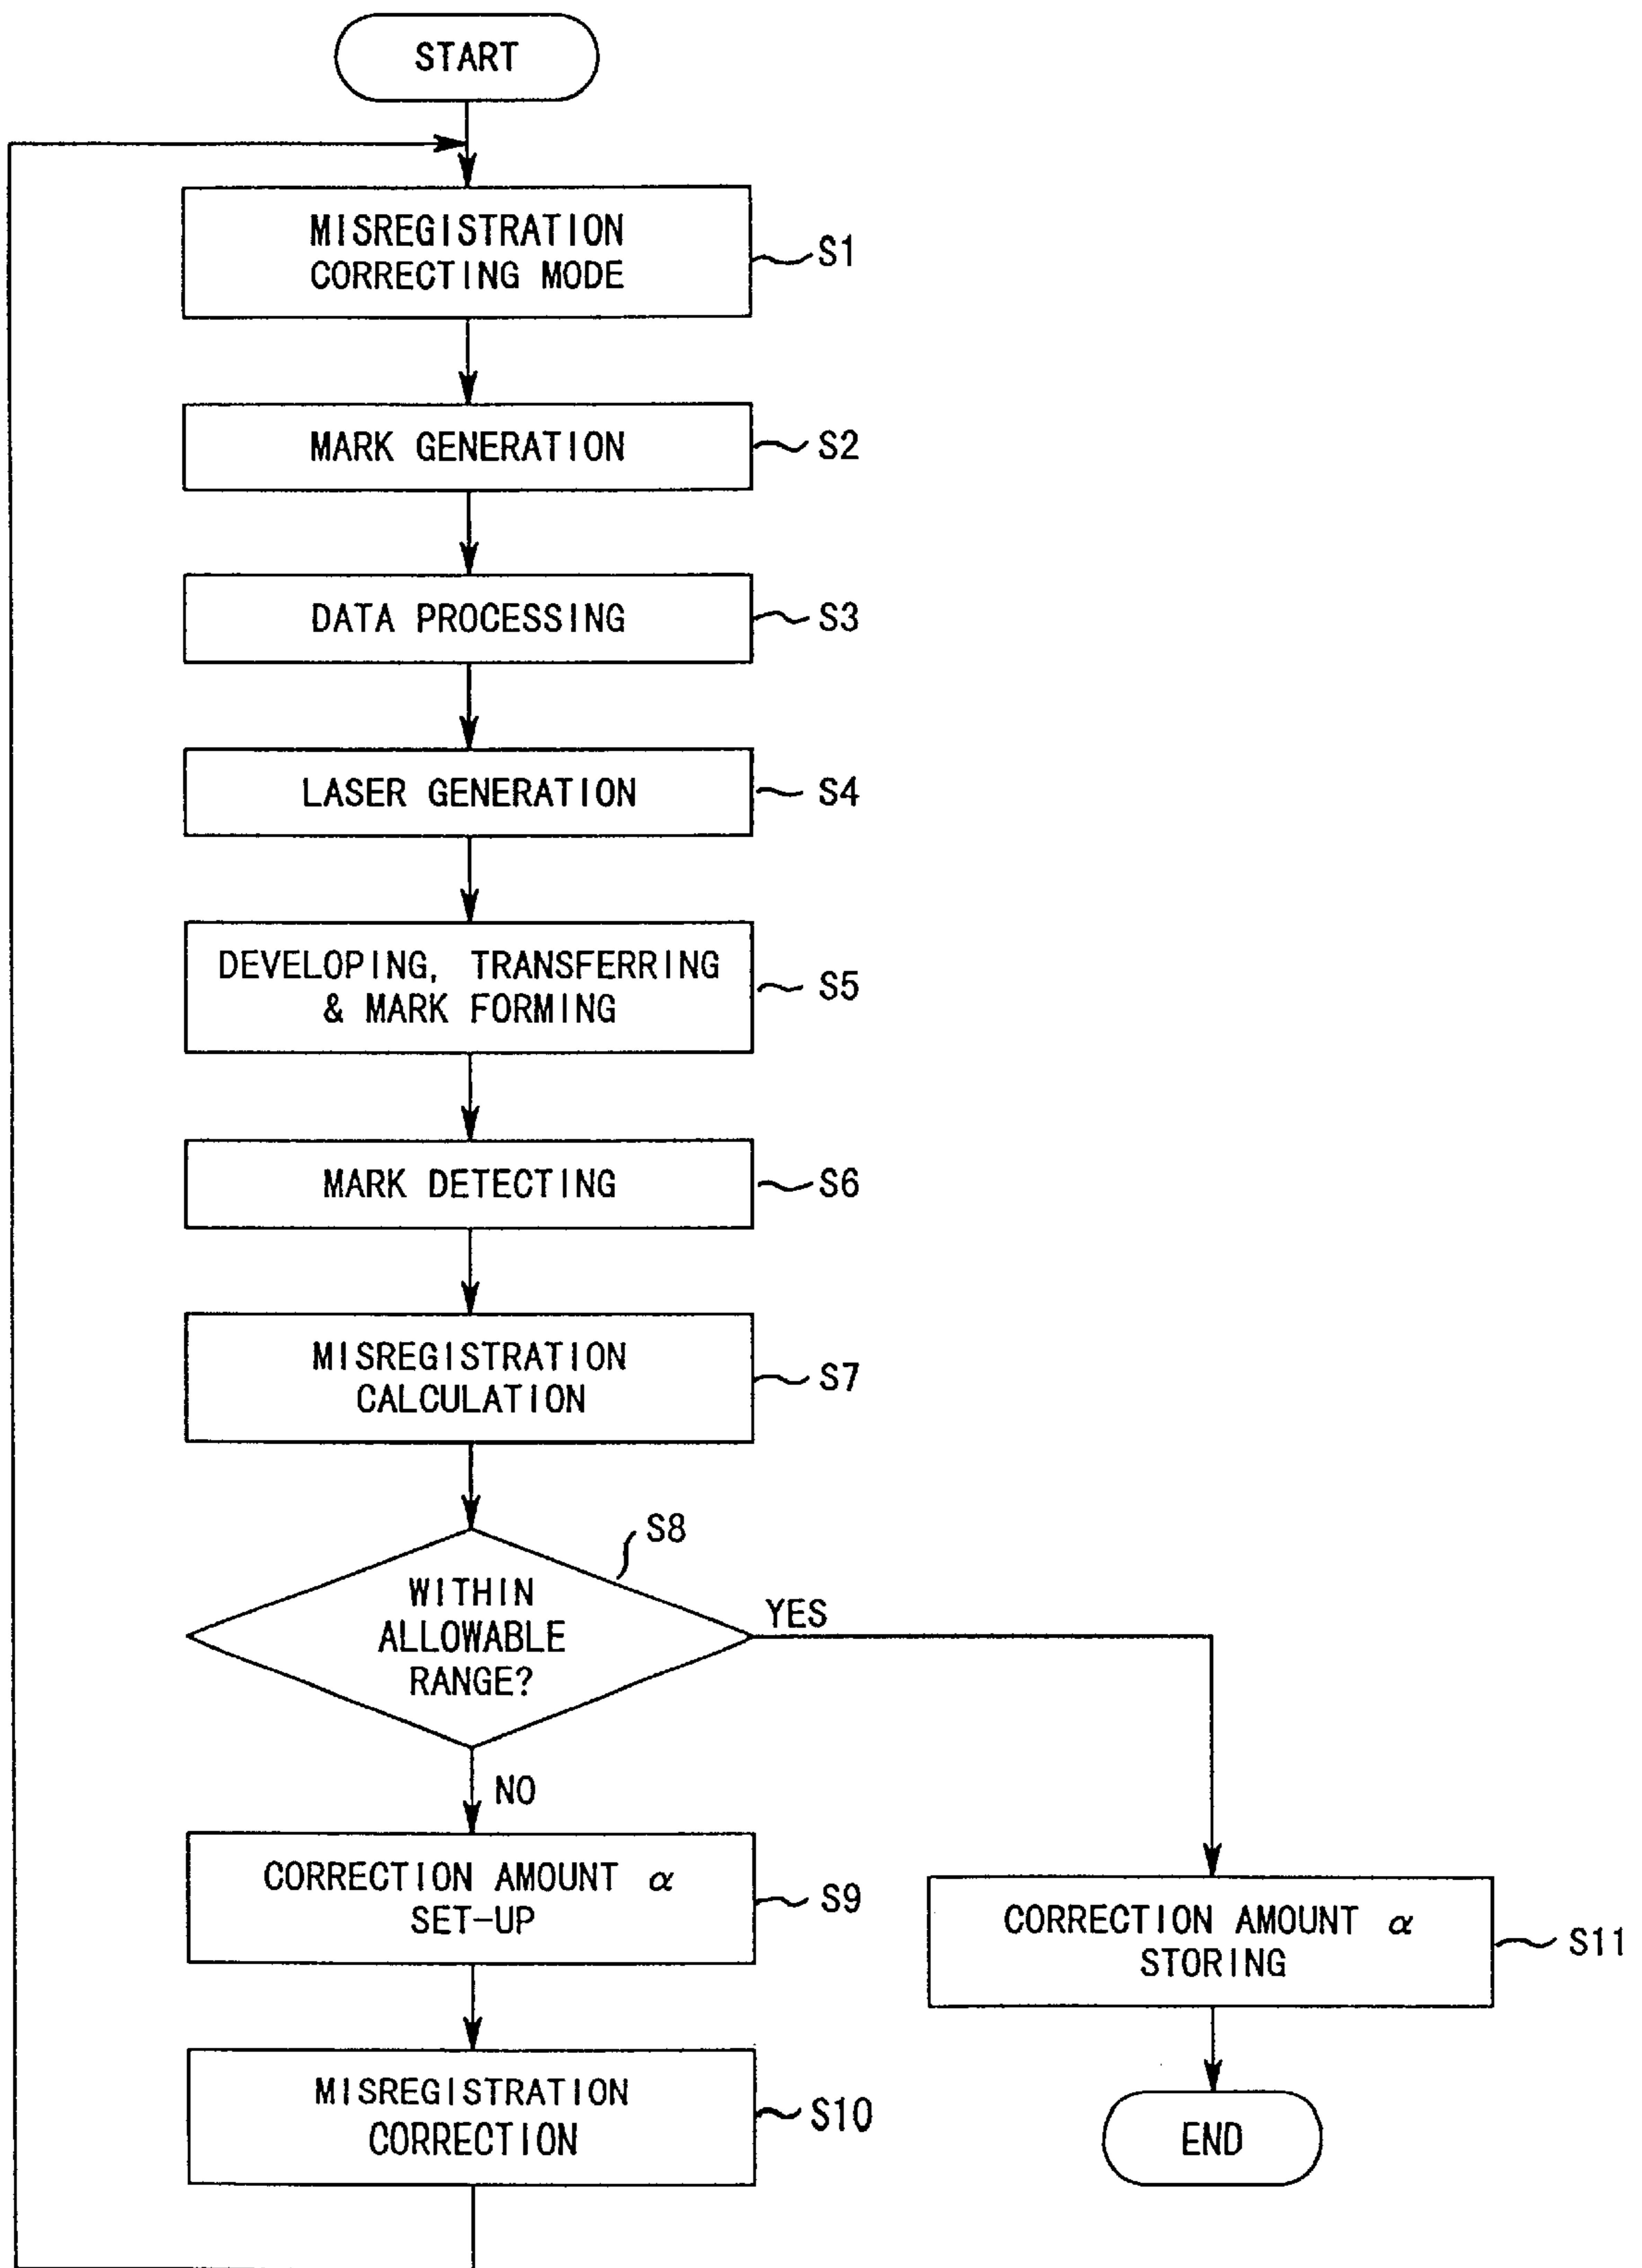 START
MISREGISTRATION
CORRECTING MODE
S1
MARK GENERATION
S2
DATA PROCESSING
S3
LASER GENERATION
S4
DEVELOPING, TRANSFERRING
& MARK FORMING
S5
MARK DETECTING
S6
MISREGISTRATION
CALCULATION
S7
S8
WITHIN
ALLOWABLE
RANGE?
YES
NO
CORRECTION AMOUNT α
SET-UP
S9
CORRECTION AMOUNT α
STORING
S11
MISREGISTRATION
CORRECTION
S10
END